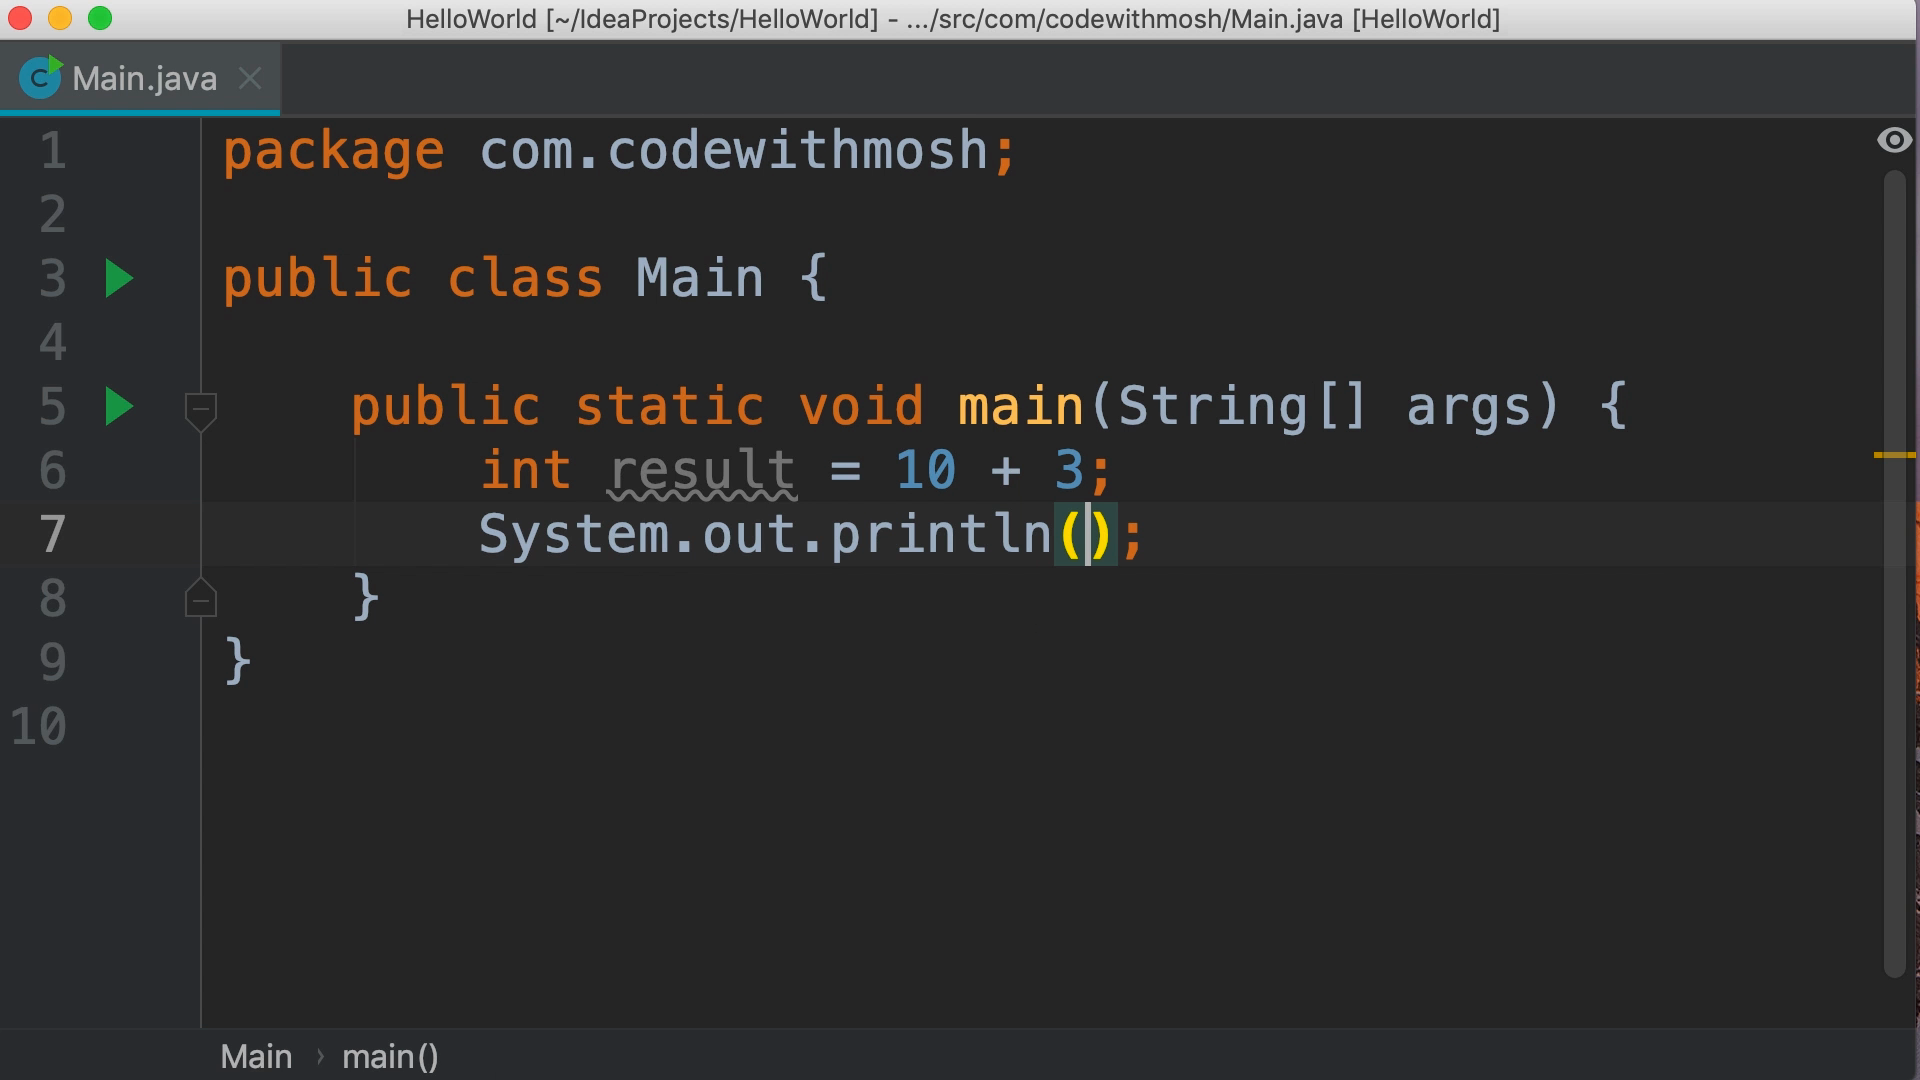 HelloWorld [~/IdeaProjects/HelloWorld] - .../src/com/codewithmosh/Main.java [HelloWorld]
C Main.java
1 package com.codewithmosh;
2
3 public class Main {
4
5 public static void main(String[] args) {
6 int result = 10 + 3;
7 System.out.println();
8 }
9 }
10
Main › main()